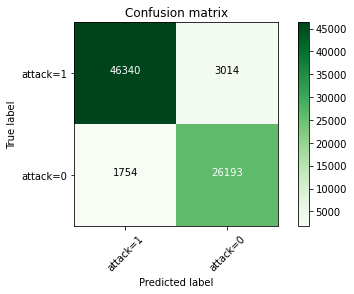 Confusion matrix
45000
40000
35000
30000
25000
20000
15000
10000
5000
True label
attack=1
attack=0
46340 3014
1754 26193
attack=1 attack=0
Predicted label